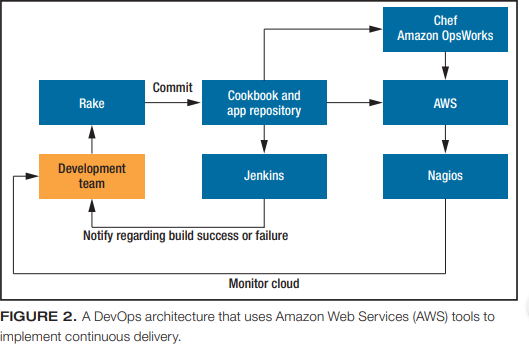 Chef
Amazon OpsWorks
Commit
Rake
Cookbook and
app repository
AWS
Development
team
Jenkins
Nagios
Notify regarding build success or failure
Monitor cloud
FIGURE 2. A DevOps architecture that uses Amazon Web Services (AWS) tools to
implement continuous delivery.